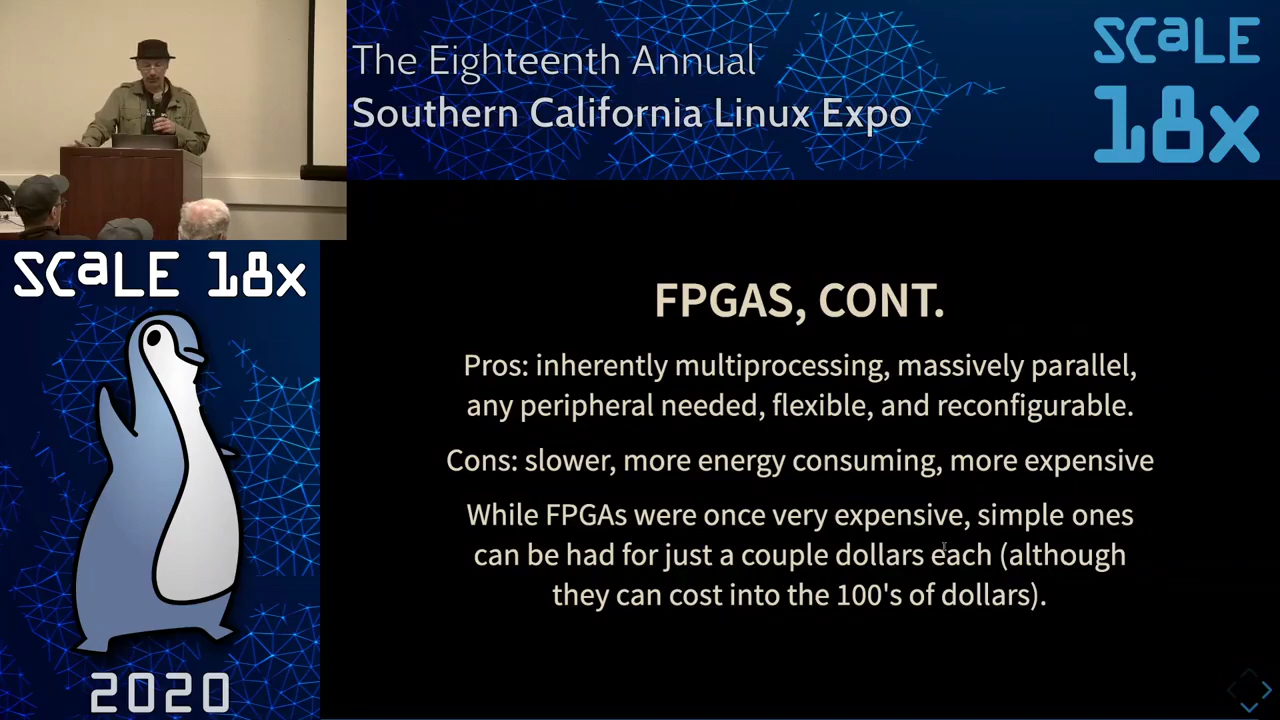 The Eighteenth Annual
Southern California Linux Expo
SCaLE
18x
SCaLE 18x
FPGAS, CONT.
Pros: inherently multiprocessing, massively parallel,
any peripheral needed, flexible, and reconfigurable.
Cons: slower, more energy consuming, more expensive
While FPGAs were once very expensive, simple ones
can be had for just a couple dollars each (although
they can cost into the 100's of dollars).
2020